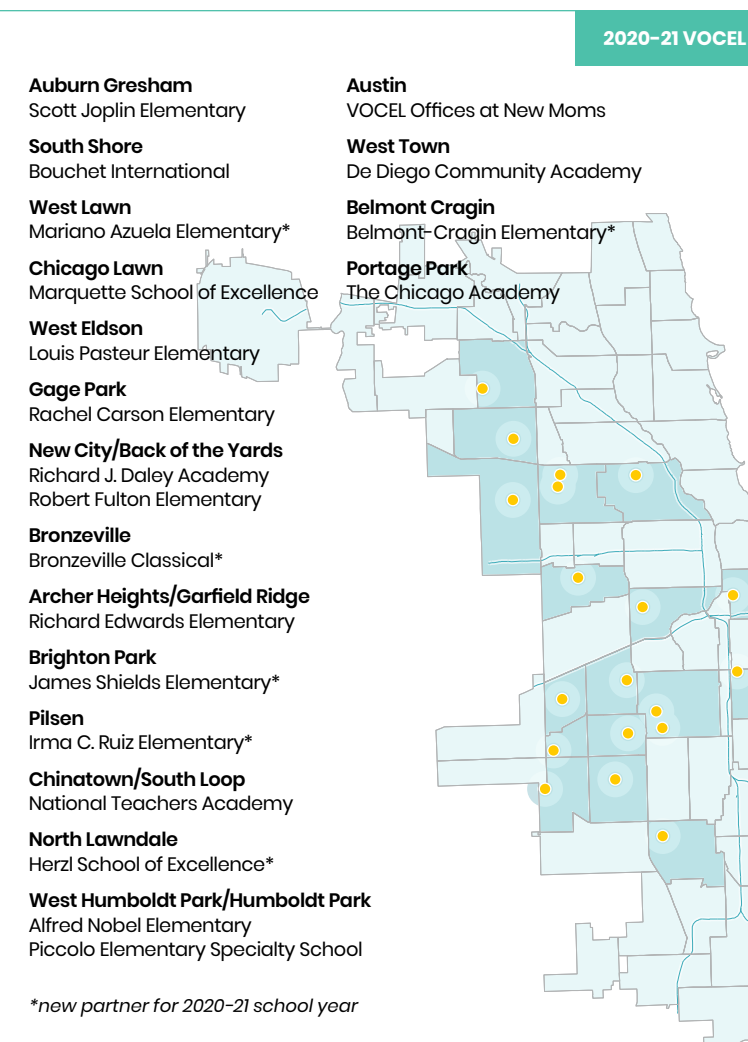 2020-21 VOCEL
Auburn Gresham
Scott Joplin Elementary
South Shore
Bouchet International
West Lawn
Mariano Azuela Elementary*
Chicago Lawn
Marquette School of Excellence
West Eldson
Louis Pasteur Elementary
Gage Park
Rachel Carson Elementary
New City/Back of the Yards
Richard J. Daley Academy
Robert Fulton Elementary
Bronzeville
Bronzeville Classical*
Archer Heights/Garfield Ridge
Richard Edwards Elementary
Brighton Park
James Shields Elementary*
Pilsen
Irma C. Ruiz Elementary*
Chinatown/South Loop
National Teachers Academy
North Lawndale
Herzl School of Excellence*
West Humboldt Park/Humboldt Park
Alfred Nobel Elementary
Piccolo Elementary Specialty School
*new partner for 2020-21 school year
Austin
VOCEL Offices at New Moms
West Town
De Diego Community Academy
Belmont Cragin
Belmont-Cragin Elementary*
Portage Park
The Chicago Academy